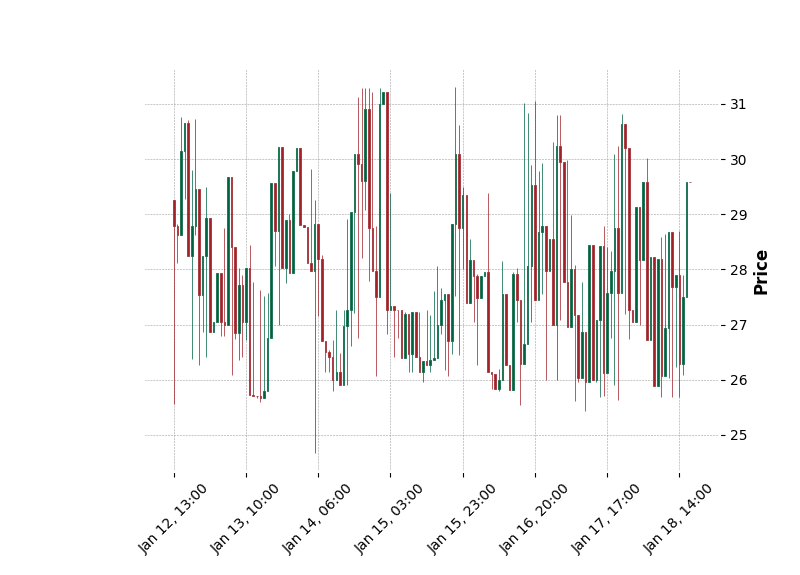 31
30
29
28
27
26
25
Price
Jan 12, 13:00
Jan 13, 10:00
Jan 14, 06:00
Jan 15, 03:00
Jan 15, 23:00
Jan 16, 20:00
Jan 17, 17:00
Jan 18, 14:00